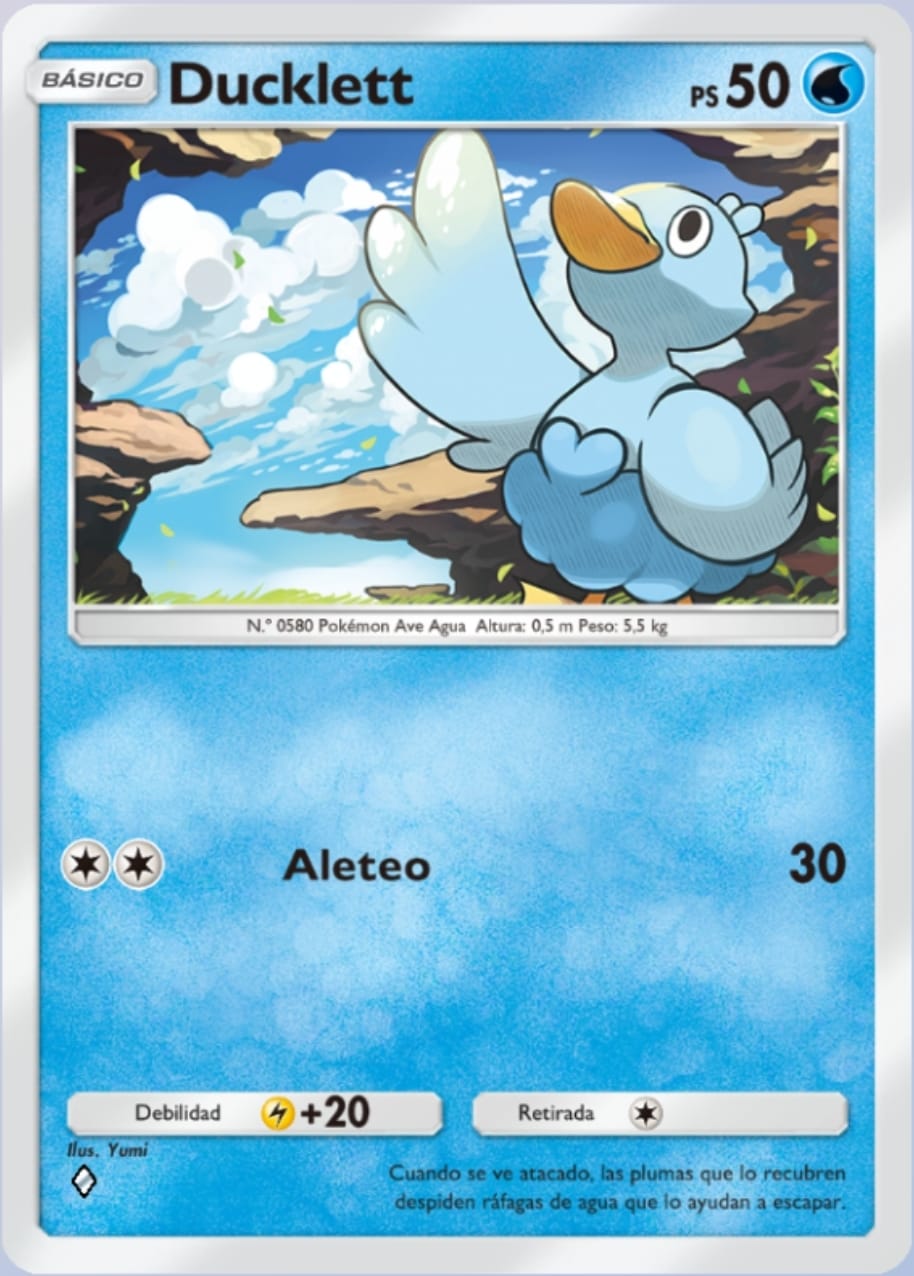 BÁSICO Ducklett PS 50
N.º 0580 Pokémon Ave Agua Altura: 0,5 m Peso: 5,5 kg
Aleteo 30
Debilidad +20 Retirada
Ilus. Yumi
Cuando se ve atacado, las plumas que lo recubren
despiden ráfagas de agua que lo ayudan a escapar.